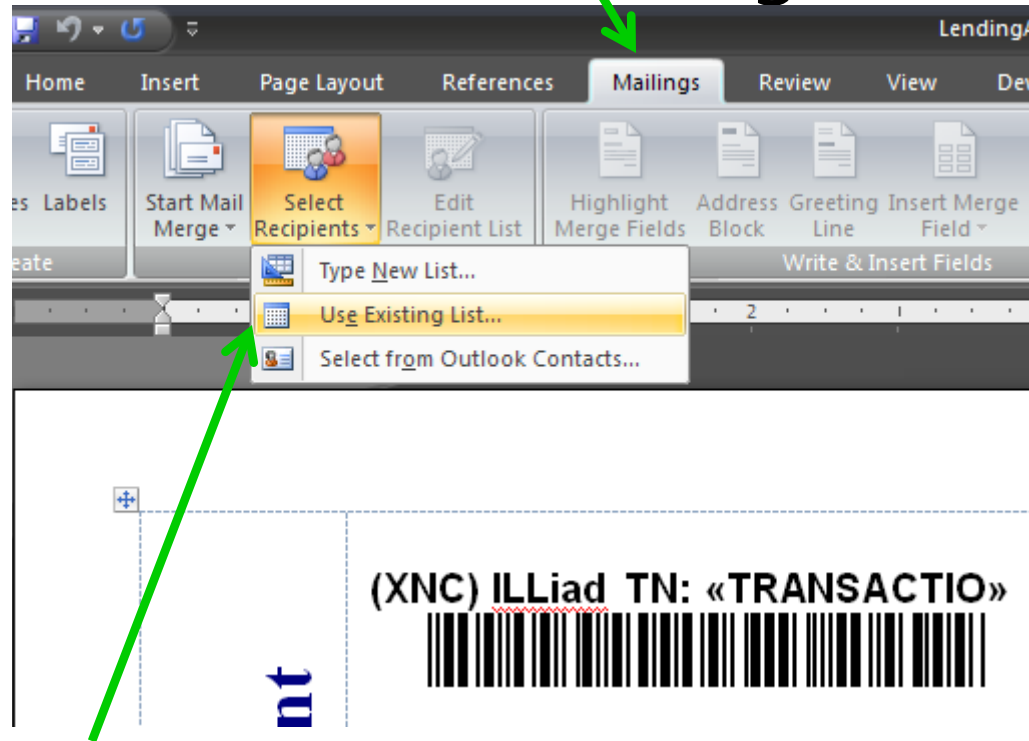 LendingA
Home Insert Page Layout References Mailings Review View Dev
es Labels Start Mail Merge Select Recipients Edit Recipient List Highlight Merge Fields Address Block Greeting Line Insert Merge Field
eate Write & Insert Fields
Type New List...
Use Existing List...
Select from Outlook Contacts...
2 1
(XNC) ILLiad TN: «TRANSACTIO»
nt